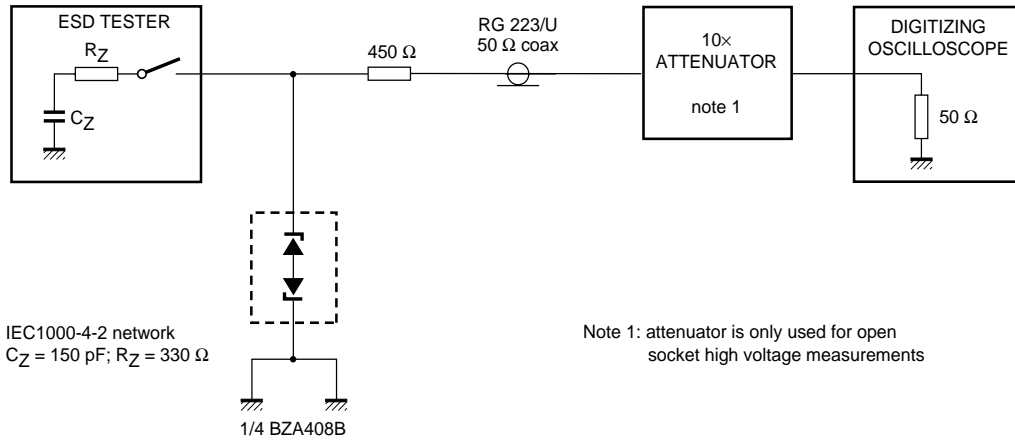 ESD TESTER
RZ
CZ
450 Ω
RG 223/U
50 Ω coax
10×
ATTENUATOR
note 1
DIGITIZING
OSCILLOSCOPE
50 Ω
IEC1000-4-2 network
CZ = 150 pF; RZ = 330 Ω
1/4 BZA408B
Note 1: attenuator is only used for open
socket high voltage measurements